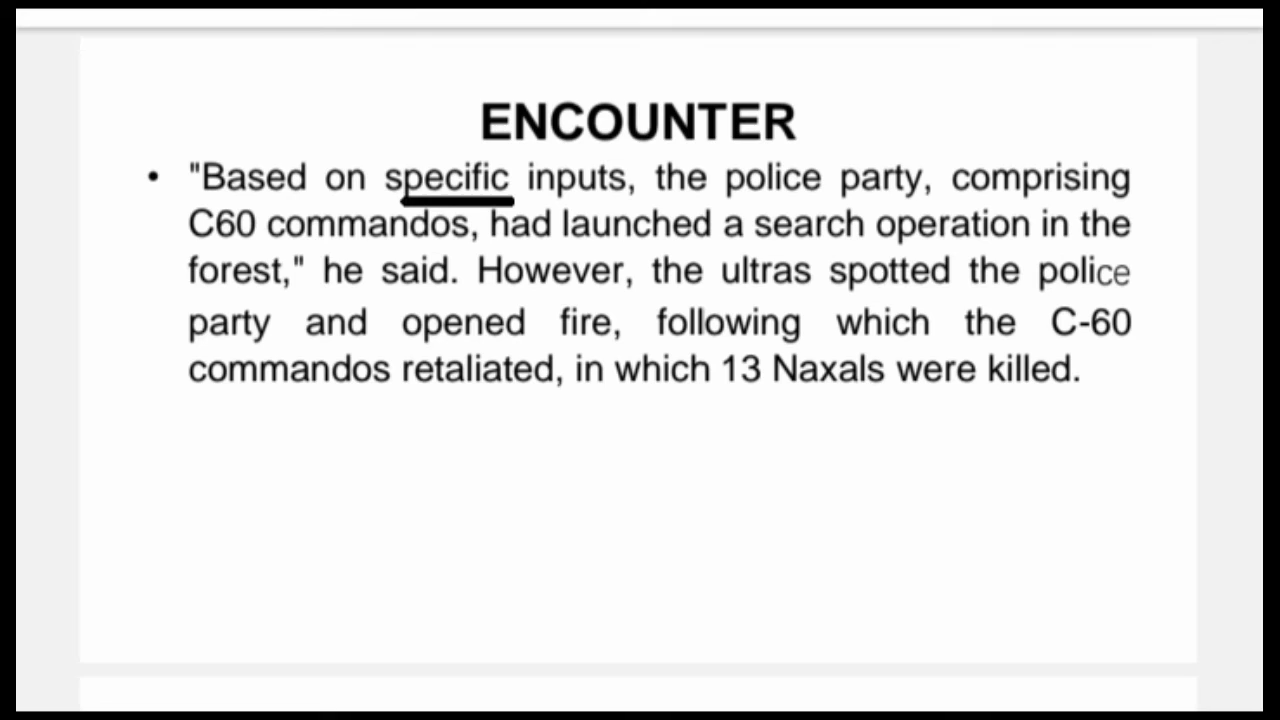 ENCOUNTER
• "Based on specific inputs, the police party, comprising
C60 commandos, had launched a search operation in the
forest," he said. However, the ultras spotted the police
party and opened fire, following which the C-60
commandos retaliated, in which 13 Naxals were killed.